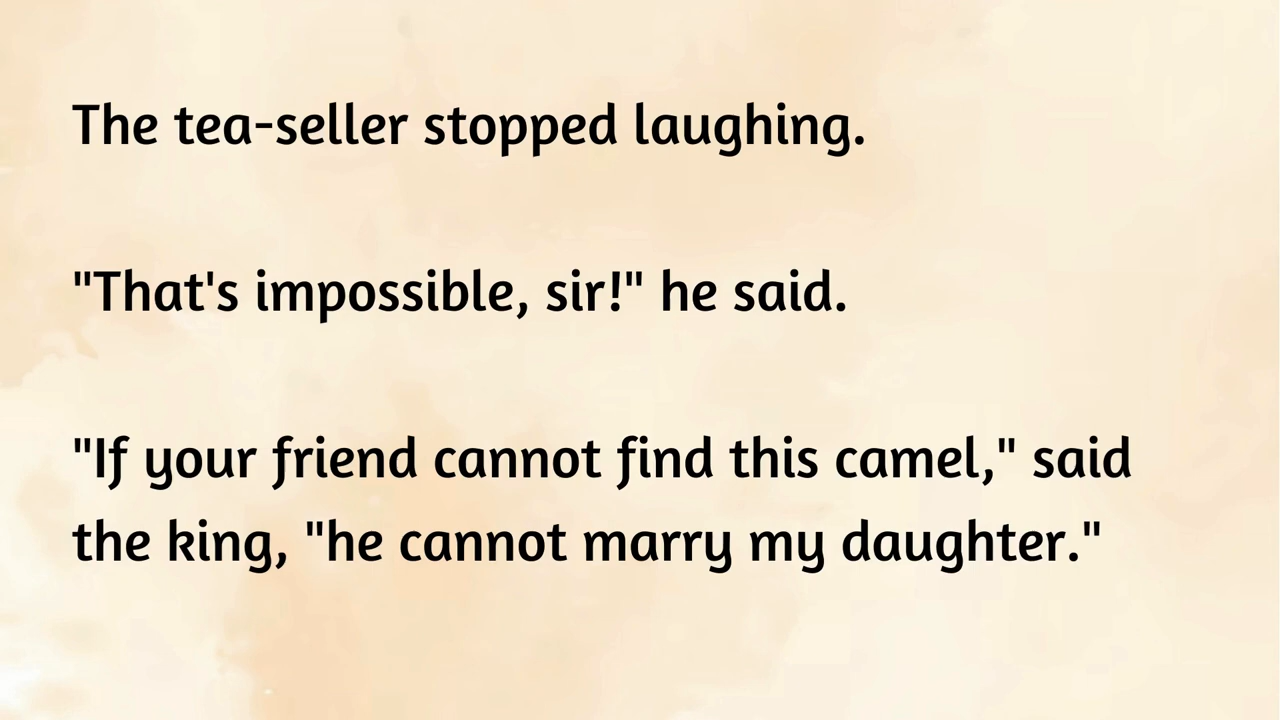 The tea-seller stopped laughing.
"That's impossible, sir!" he said.
"If your friend cannot find this camel," said
the king, "he cannot marry my daughter."